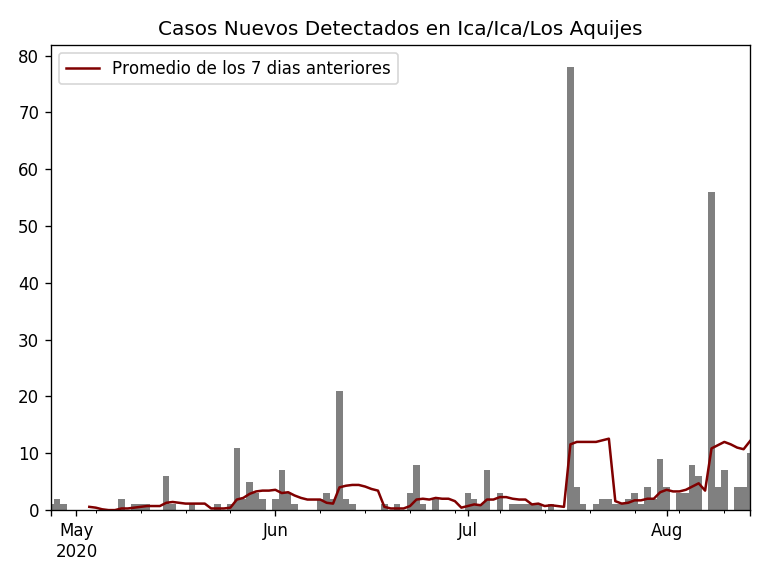 Casos Nuevos Detectados en Ica/Ica/Los Aquijes
Promedio de los 7 dias anteriores
80
70
60
50
40
30
20
10
0
May
2020
Jun
Jul
Aug